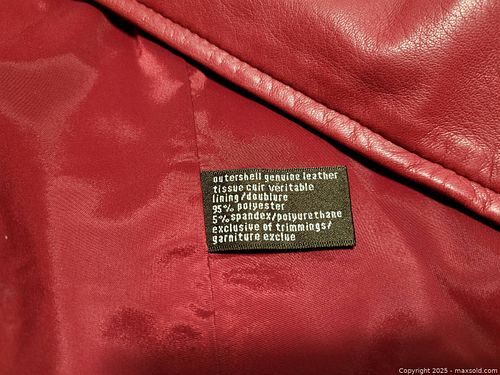 outershell genuine leather
tissue cuir veritable
lining/doublure
95% polyester
5% spandex/polyurethane
exclusive of trimmings/
garniture exclue
Copyright 2025 - maxsold.com